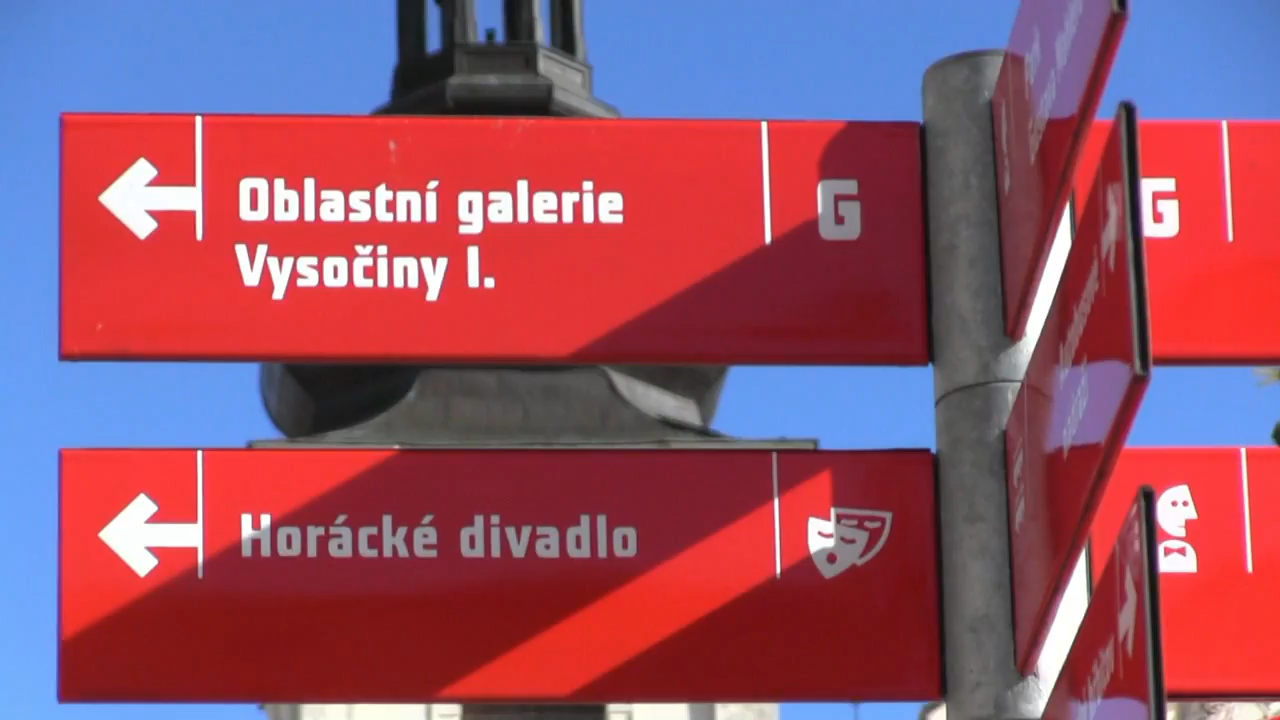 Oblastní galerie
Vysočiny I.
G
G
Horácké divadlo